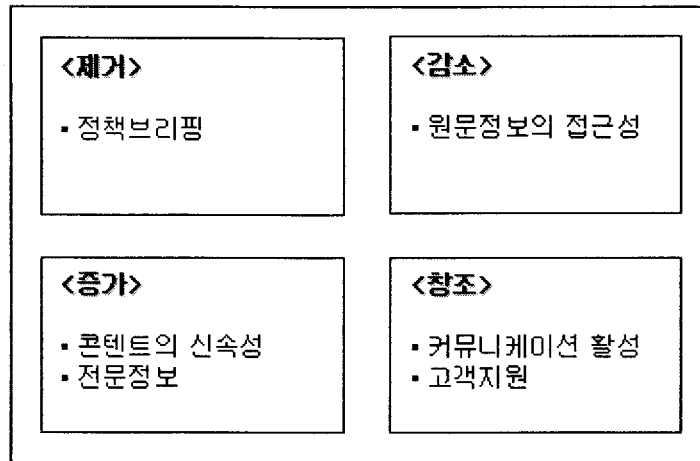 <제거>
▪ 정책브리핑
<감소>
▪ 원문정보의 접근성
<증가>
▪ 콘텐트의 신속성
▪ 전문정보
<창조>
▪ 커뮤니케이션 활성
▪ 고객지원